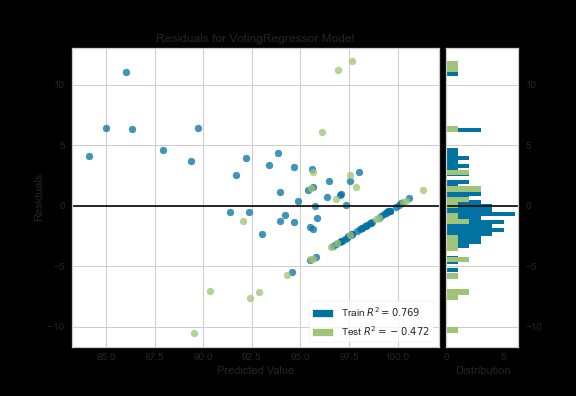 Residuals for VotingRegressor Model
10
5
0
−5
−10
Residuals
85.0 87.5 90.0 92.5 95.0 97.5 100.0
Predicted Value
Train R² = 0.769
Test R² = −0.472
10
5
0
−5
−10
0 5
Distribution